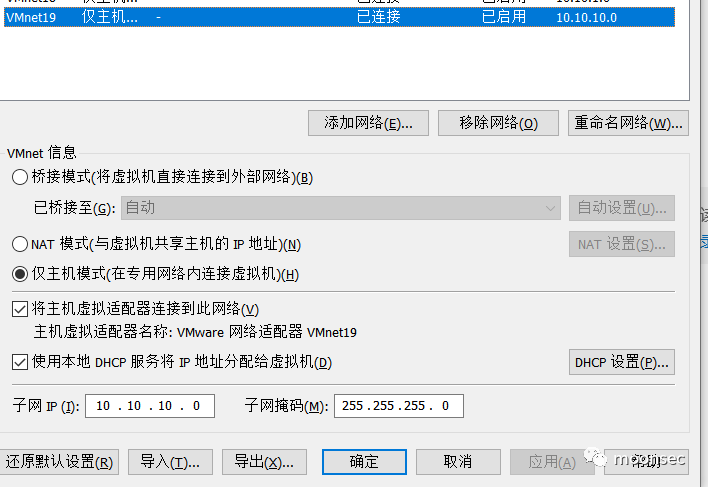 VMnet19 仅主机... - 已连接 已启用 10.10.10.0
添加网络(E)... 移除网络(O) 重命名网络(W)...
VMnet 信息
桥接模式(将虚拟机直接连接到外部网络)(B)
已桥接至(G): 自动 自动设置(U)...
NAT 模式(与虚拟机共享主机的 IP 地址)(N) NAT 设置(S)...
仅主机模式(在专用网络内连接虚拟机)(H)
将主机虚拟适配器连接到此网络(V)
主机虚拟适配器名称: VMware 网络适配器 VMnet19
使用本地 DHCP 服务将 IP 地址分配给虚拟机(D) DHCP 设置(P)...
子网 IP (I): 10 . 10 . 10 . 0 子网掩码(M): 255 . 255 . 255 . 0
还原默认设置(R) 导入(T)... 导出(X)... 确定 取消 应用(A) 帮助
moonsec